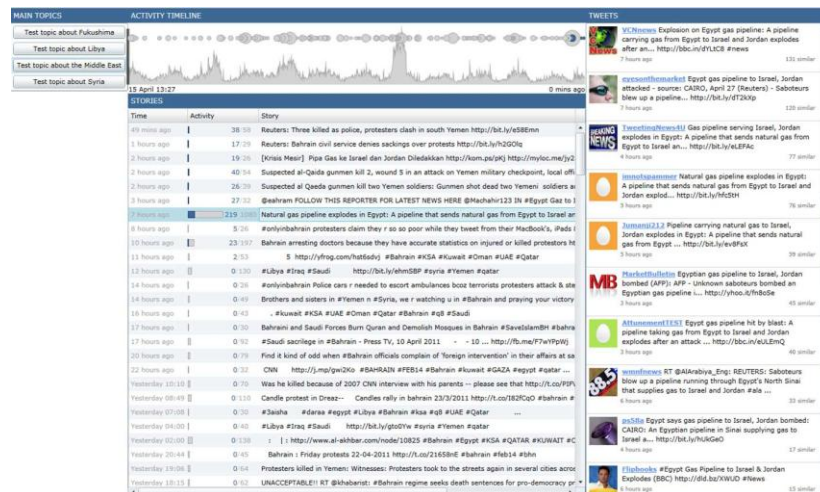 MAIN TOPICS
Test topic about Fukushima
Test topic about Libya
Test topic about the Middle East
Test topic about Syria
ACTIVITY TIMELINE
15 April 13:27
0 mins ago
STORIES
Time Activity Story
49 mins ago 38/59 Reuters: Three killed as police, protesters clash in south Yemen http://bit.ly/e58Emn
1 hours ago 17/29 Reuters: Bahrain civil service denies sackings over protests http://bit.ly/h2GOlq
2 hours ago 19/26 [Krisis Mesir] Pipa Gas ke Israel dan Jordan Diledakkan http://kom.ps/pKj http://myloc.me/jy2
2 hours ago 40/54 Suspected al-Qaida gunmen kill 2, wound 5 in an attack on Yemen military checkpoint, local offi
2 hours ago 26/39 Suspected al Qaeda gunmen kill two Yemen soldiers: Gunmen shot dead two Yemeni soldiers a
3 hours ago 27/32 @eahram FOLLOW THIS REPORTER FOR LATEST NEWS HERE @Machahir123 IN #Egypt Gaz to I
7 hours ago 219 Natural gas pipeline explodes in Egypt: A pipeline that sends natural gas from Egypt to Israel ar
8 hours ago 5/26 #onlyinbahrain protesters claim they r so so poor while they tweet from their MacBook's, iPads &
10 hours ago 23/197 Bahrain arresting doctors because they have accurate statistics on injured or killed protestors ht
11 hours ago 2/53 5 http://yfrog.com/hst6sdvj #Bahrain #KSA #Kuwait #Oman #UAE #Qatar
12 hours ago 0/130 #Libya #Iraq #Saudi http://bit.ly/ehmSBP #syria #Yemen #qatar
14 hours ago 0/26 #onlyinbahrain Police cars r needed to escort ambulances bcoz terrorists protesters attack & ste
14 hours ago 0/49 Brothers and sisters in #Yemen n #Syria, we r watching u in #Bahrain and praying your victory
16 hours ago 0/43 . #kuwait #KSA #UAE #Oman #Qatar #Bahrain #q8 #Saudi
17 hours ago 0/30 Bahraini and Saudi Forces Burn Quran and Demolish Mosques in Bahrain #SaveIslamBH #bahra
17 hours ago 0/92 #Saudi sacrilege in #Bahrain - Press TV, 10 April 2011 - - 10 ... http://fb.me/F7wYPpWj
20 hours ago 0/79 Find it kind of odd when #Bahrain officials complain of 'foreign intervention' in their affairs at sa
22 hours ago 0/32 CNN http://j.mp/gwi2Ko #BAHRAIN #FEB14 #Bahrain #kuwait #GAZA #egypt #qatar ...
Yesterday 10:10 0/70 Was he killed because of 2007 CNN interview with his parents -- please see that http://t.co/PIFV
Yesterday 08:49 0/110 Candle protest in Dreaz-- Candles rally in bahrain 23/3/2011 http://t.co/I82fCqO #bahrain #
Yesterday 07:08 0/30 #3aisha #daraa #egypt #Libya #Bahrain #ksa #q8 #UAE #Qatar ...
Yesterday 04:00 0/40 #Libya #Iraq #Saudi http://bit.ly/gts0Yw #syria #Yemen #qatar
Yesterday 02:00 0/138 : | : http://www.al-akhbar.com/node/10825 #Bahrain #Egypt #KSA #QATAR #KUWAIT #O
Yesterday 20:44 0/45 Bahrain : Friday protests 22-04-2011 http://t.co/21658nE #bahrain #feb14 #bhn
Yesterday 19:06 0/64 Protesters killed in Yemen: Witnesses: Protesters took to the streets again in several cities acros
Yesterday 18:15 0/62 UNACCEPTABLE!! RT @khabarist: #Bahrain regime seeks death sentences for pro-democracy pr
TWEETS
VCNnews Explosion on Egypt gas pipeline: A pipeline
carrying gas from Egypt to Israel and Jordan explodes
after an... http://bbc.in/dYLtC8 #news
7 hours ago 131 similar
eyesonthemarket Egypt gas pipeline to Israel, Jordan
attacked - source: CAIRO, April 27 (Reuters) - Saboteurs
blew up a pipeline... http://bit.ly/dT2kXp
7 hours ago 120 similar
BREAKING NEWS
TweetingNews4U Gas pipeline serving Israel, Jordan
explodes in Egypt: A pipeline that sends natural gas from
Egypt to Israel an... http://bit.ly/eLEFAc
4 hours ago 77 similar
imnotspammer Natural gas pipeline explodes in Egypt:
A pipeline that sends natural gas from Egypt to Israel and
Jordan explod... http://bit.ly/hfcStH
5 hours ago 76 similar
Jumanji212 Pipeline carrying natural gas to Israel,
Jordan explodes in Egypt: A pipeline that sends natural
gas from Egypt ... http://bit.ly/ev8FsX
3 hours ago 59 similar
MB
MarketBulletin Egyptian gas pipeline to Israel, Jordan
bombed (AFP): AFP - Unknown saboteurs bombed an
Egyptian gas pipeline i... http://yhoo.it/fn8oSe
3 hours ago 45 similar
AttunementTEST Egypt gas pipeline hit by blast: A
pipeline taking gas from Egypt to Israel and Jordan
explodes after an attack ... http://bbc.in/eULEmQ
3 hours ago 40 similar
88.5
wmnfnews RT @AlArabiya_Eng: REUTERS: Saboteurs
blow up a pipeline running through Egypt's North Sinai
that supplies gas to Israel and Jordan #egypt
6 hours ago 33 similar
ps58a Egypt says gas pipeline to Israel, Jordan bombed:
CAIRO: An Egyptian pipeline in Sinai supplying gas to
Israel a... http://bit.ly/hUkGeO
4 hours ago 17 similar
Flipbooks #Egypt Gas Pipeline to Israel & Jordan
Explodes (BBC) http://dld.bz/XWUD #News
6 hours ago 15 similar